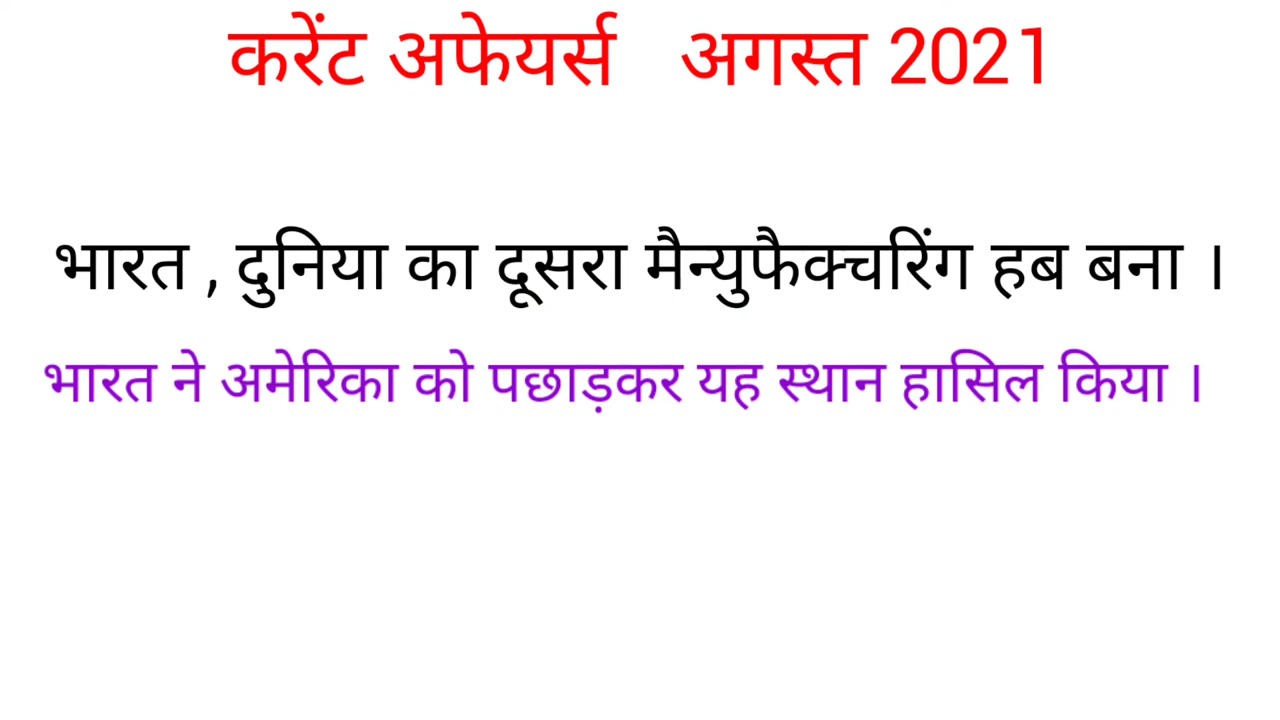 करेंट अफेयर्स अगस्त 2021
भारत , दुनिया का दूसरा मैन्युफैक्चरिंग हब बना ।
भारत ने अमेरिका को पछाड़कर यह स्थान हासिल किया ।